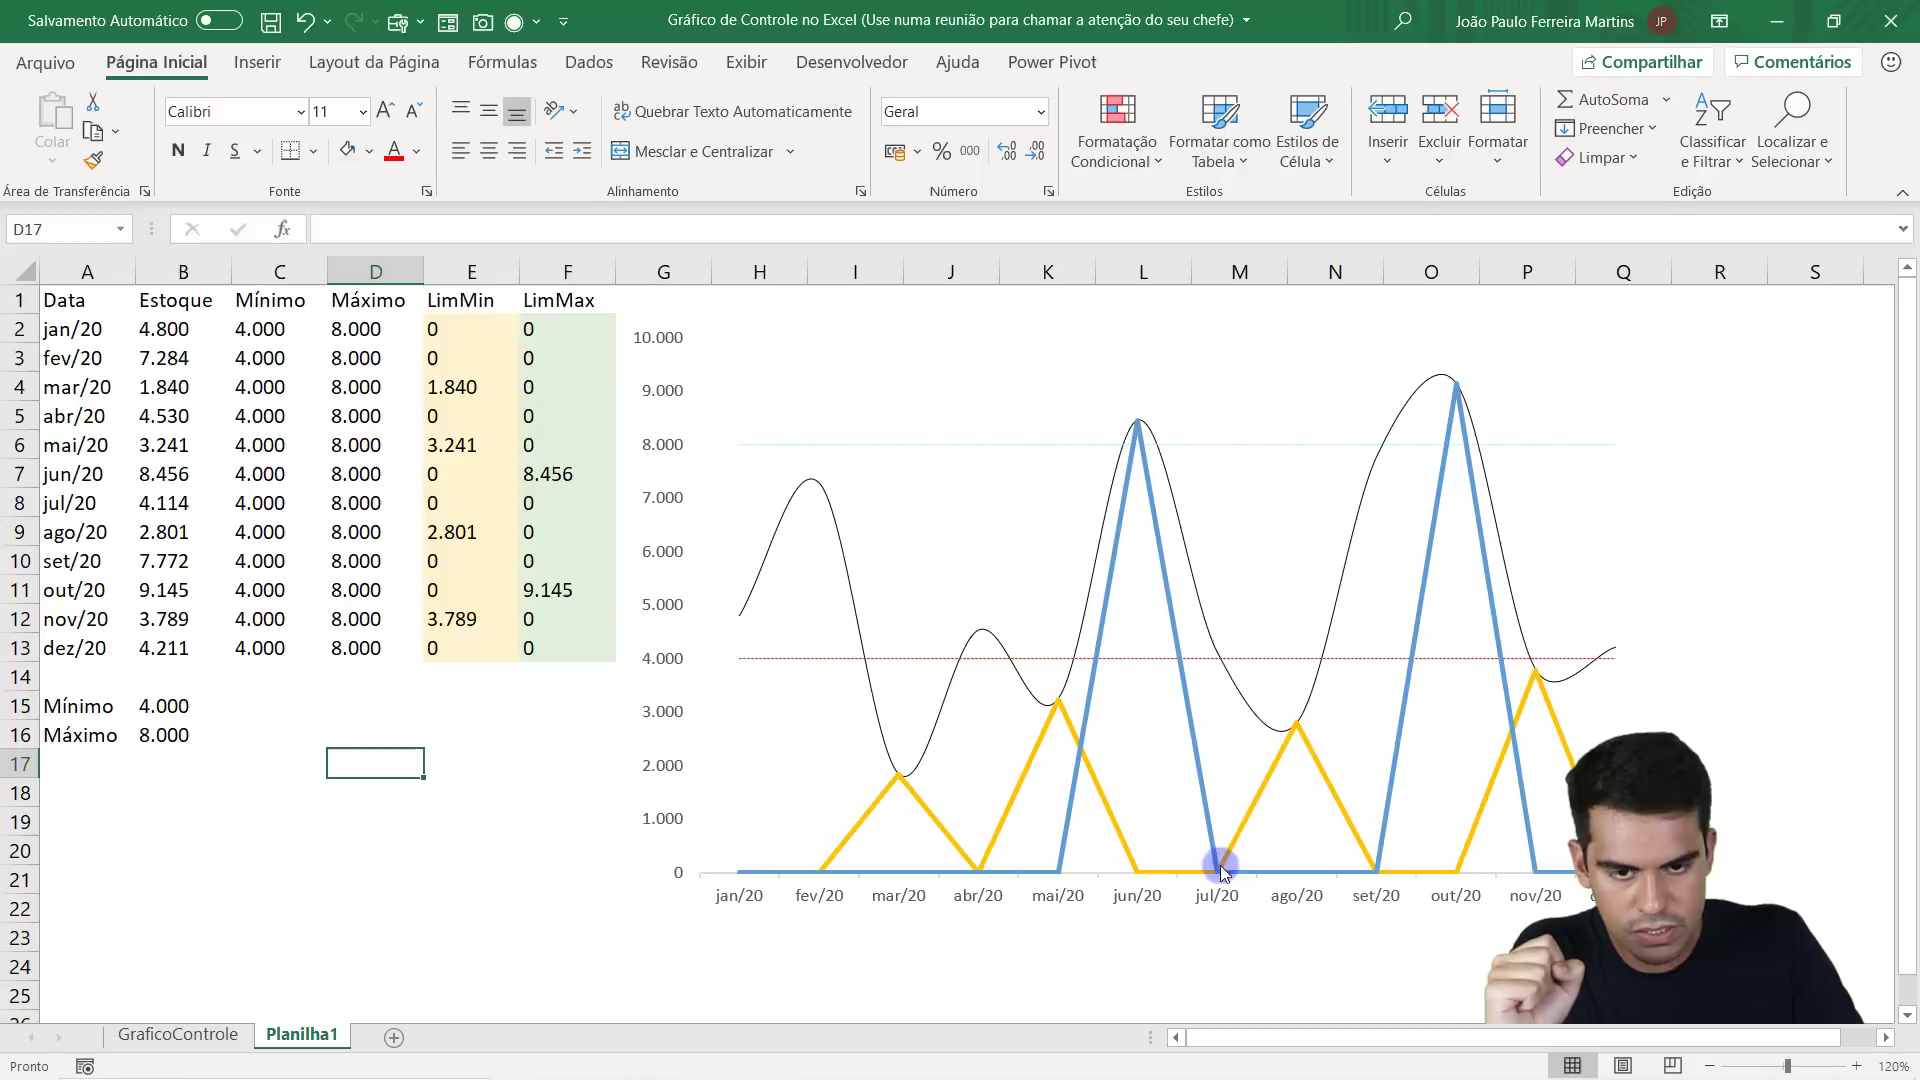 Salvamento Automático
Gráfico de Controle no Excel (Use numa reunião para chamar a atenção do seu chefe)
João Paulo Ferreira Martins JP
Arquivo Página Inicial Inserir Layout da Página Fórmulas Dados Revisão Exibir Desenvolvedor Ajuda Power Pivot
Compartilhar Comentários
Colar
Área de Transferência
Calibri 11
N I S
Fonte
Quebrar Texto Automaticamente
Mesclar e Centralizar
Alinhamento
Geral
% 000
Número
Formatação Condicional
Formatar como Tabela
Estilos de Célula
Estilos
Inserir Excluir Formatar
Células
AutoSoma
Preencher
Limpar
Classificar e Filtrar
Localizar e Selecionar
Edição
D17
fx
A B C D E F G H I J K L M N O P Q R S
1 Data Estoque Mínimo Máximo LimMin LimMax
2 jan/20 4.800 4.000 8.000 0 0
3 fev/20 7.284 4.000 8.000 0 0
4 mar/20 1.840 4.000 8.000 1.840 0
5 abr/20 4.530 4.000 8.000 0 0
6 mai/20 3.241 4.000 8.000 3.241 0
7 jun/20 8.456 4.000 8.000 0 8.456
8 jul/20 4.114 4.000 8.000 0 0
9 ago/20 2.801 4.000 8.000 2.801 0
10 set/20 7.772 4.000 8.000 0 0
11 out/20 9.145 4.000 8.000 0 9.145
12 nov/20 3.789 4.000 8.000 3.789 0
13 dez/20 4.211 4.000 8.000 0 0
14
15 Mínimo 4.000
16 Máximo 8.000
17
18
19
20
21
22
23
24
25
10.000
9.000
8.000
7.000
6.000
5.000
4.000
3.000
2.000
1.000
0
jan/20 fev/20 mar/20 abr/20 mai/20 jun/20 jul/20 ago/20 set/20 out/20 nov/20
GraficoControle Planilha1
Pronto
120%